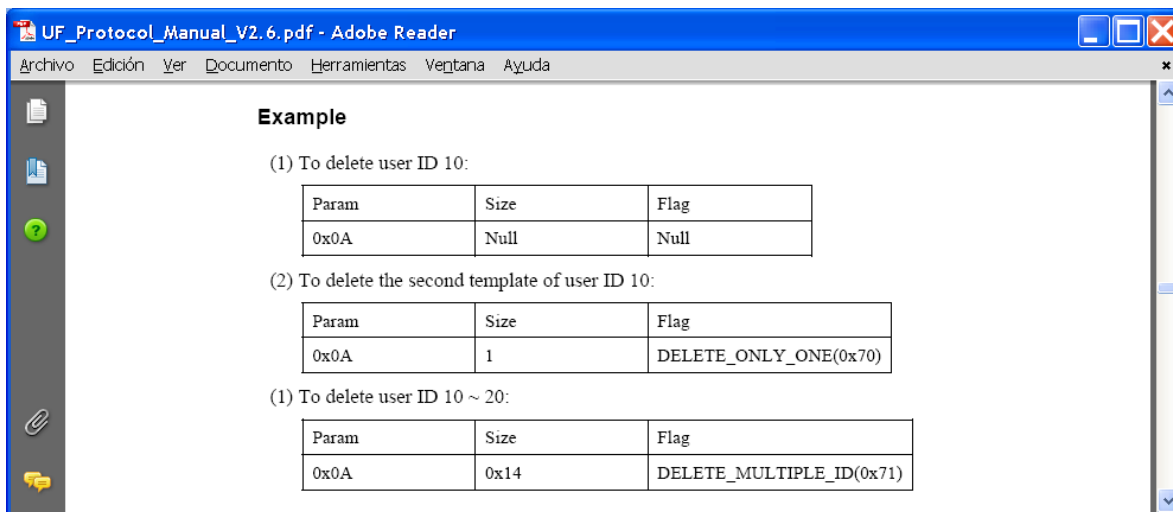 UF_Protocol_Manual_V2.6.pdf - Adobe Reader
Archivo Edición Ver Documento Herramientas Ventana Ayuda
Example
(1) To delete user ID 10:
Param Size Flag
0x0A Null Null
(2) To delete the second template of user ID 10:
Param Size Flag
0x0A 1 DELETE_ONLY_ONE(0x70)
(1) To delete user ID 10 ~ 20:
Param Size Flag
0x0A 0x14 DELETE_MULTIPLE_ID(0x71)